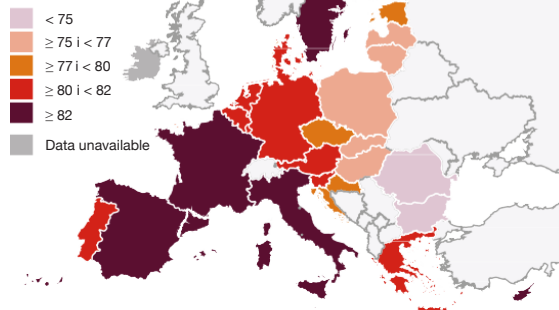 < 75
≥ 75 i < 77
≥ 77 i < 80
≥ 80 i < 82
≥ 82
Data unavailable